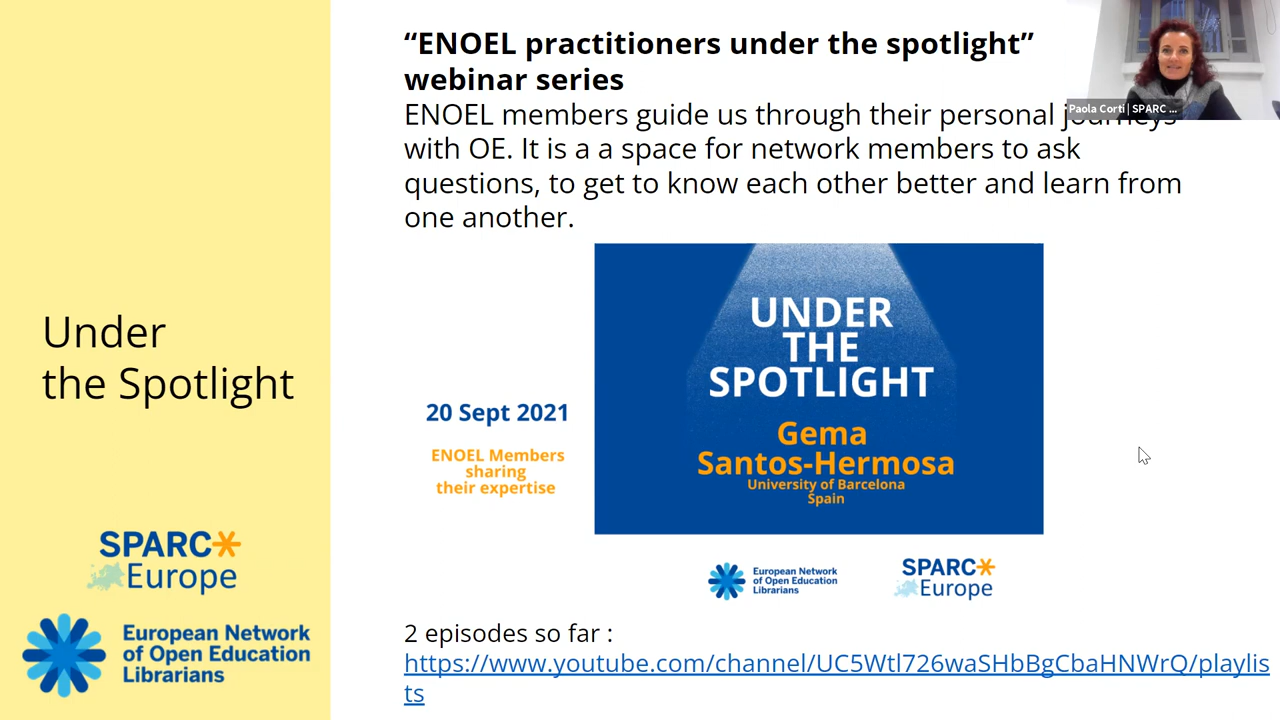 “ENOEL practitioners under the spotlight”
webinar series
ENOEL members guide us through their personal journeys
with OE. It is a a space for network members to ask
questions, to get to know each other better and learn from
one another.
Paola Corti | SPARC ...
Under
the Spotlight
UNDER
THE
SPOTLIGHT
Gema
Santos-Hermosa
University of Barcelona
Spain
20 Sept 2021
ENOEL Members
sharing
their expertise
European Network
of Open Education
Librarians
SPARC
Europe
SPARC
Europe
European Network
of Open Education
Librarians
2 episodes so far :
https://www.youtube.com/channel/UC5Wtl726waSHbBgCbaHNWrQ/playlis
ts